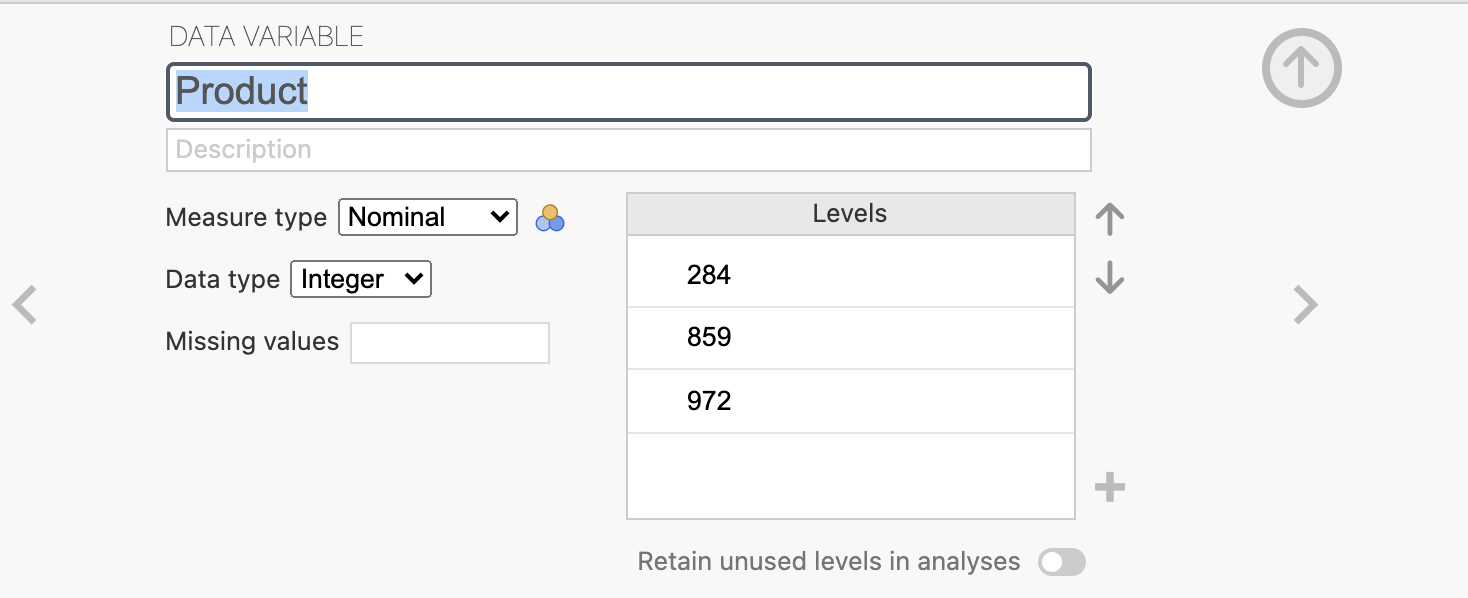 DATA VARIABLE
Product
Description
Measure type Nominal
Data type Integer
Missing values
Levels
284
859
972
Retain unused levels in analyses